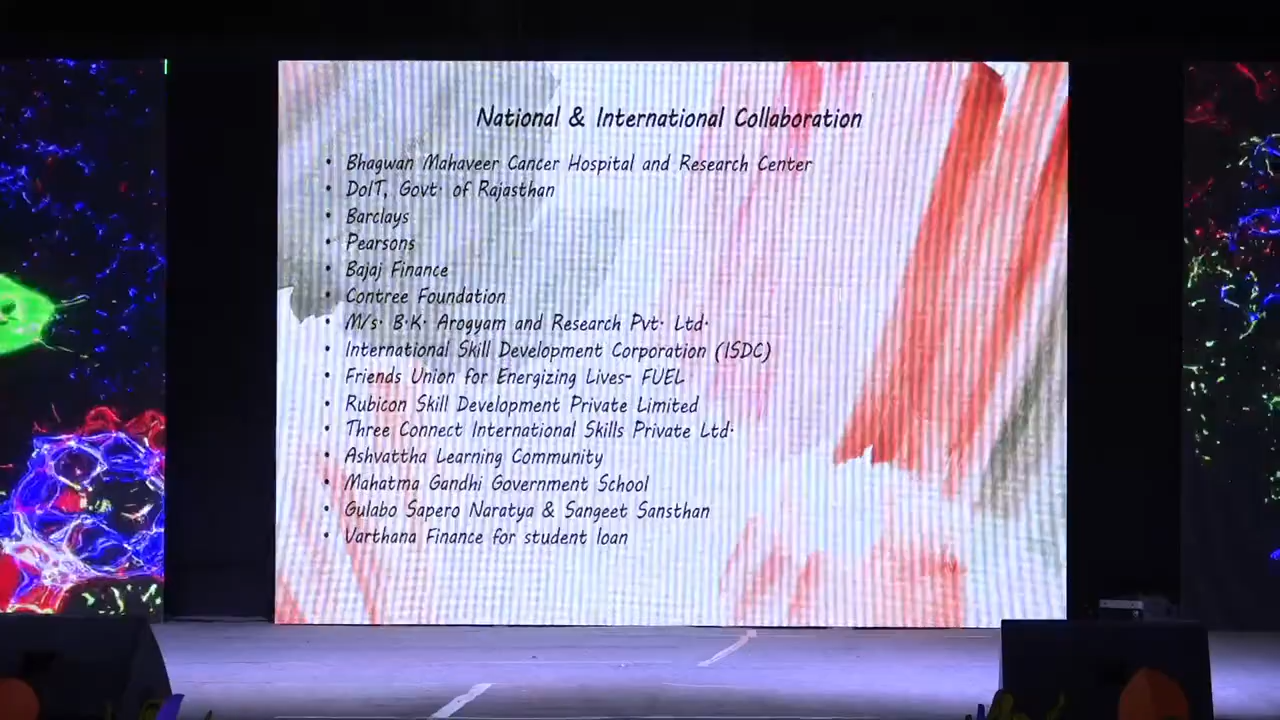 National & International Collaboration
• Bhagwan Mahaveer Cancer Hospital and Research Center
• DoIT, Govt. of Rajasthan
• Barclays
• Pearsons
• Bajaj Finance
• Contree Foundation
• M/s. B.K. Arogyam and Research Pvt. Ltd.
• International Skill Development Corporation (ISDC)
• Friends Union for Energizing Lives- FUEL
• Rubicon Skill Development Private Limited
• Three Connect International Skills Private Ltd.
• Ashvattha Learning Community
• Mahatma Gandhi Government School
• Gulabo Sapero Naratya & Sangeet Sansthan
• Varthana Finance for student loan